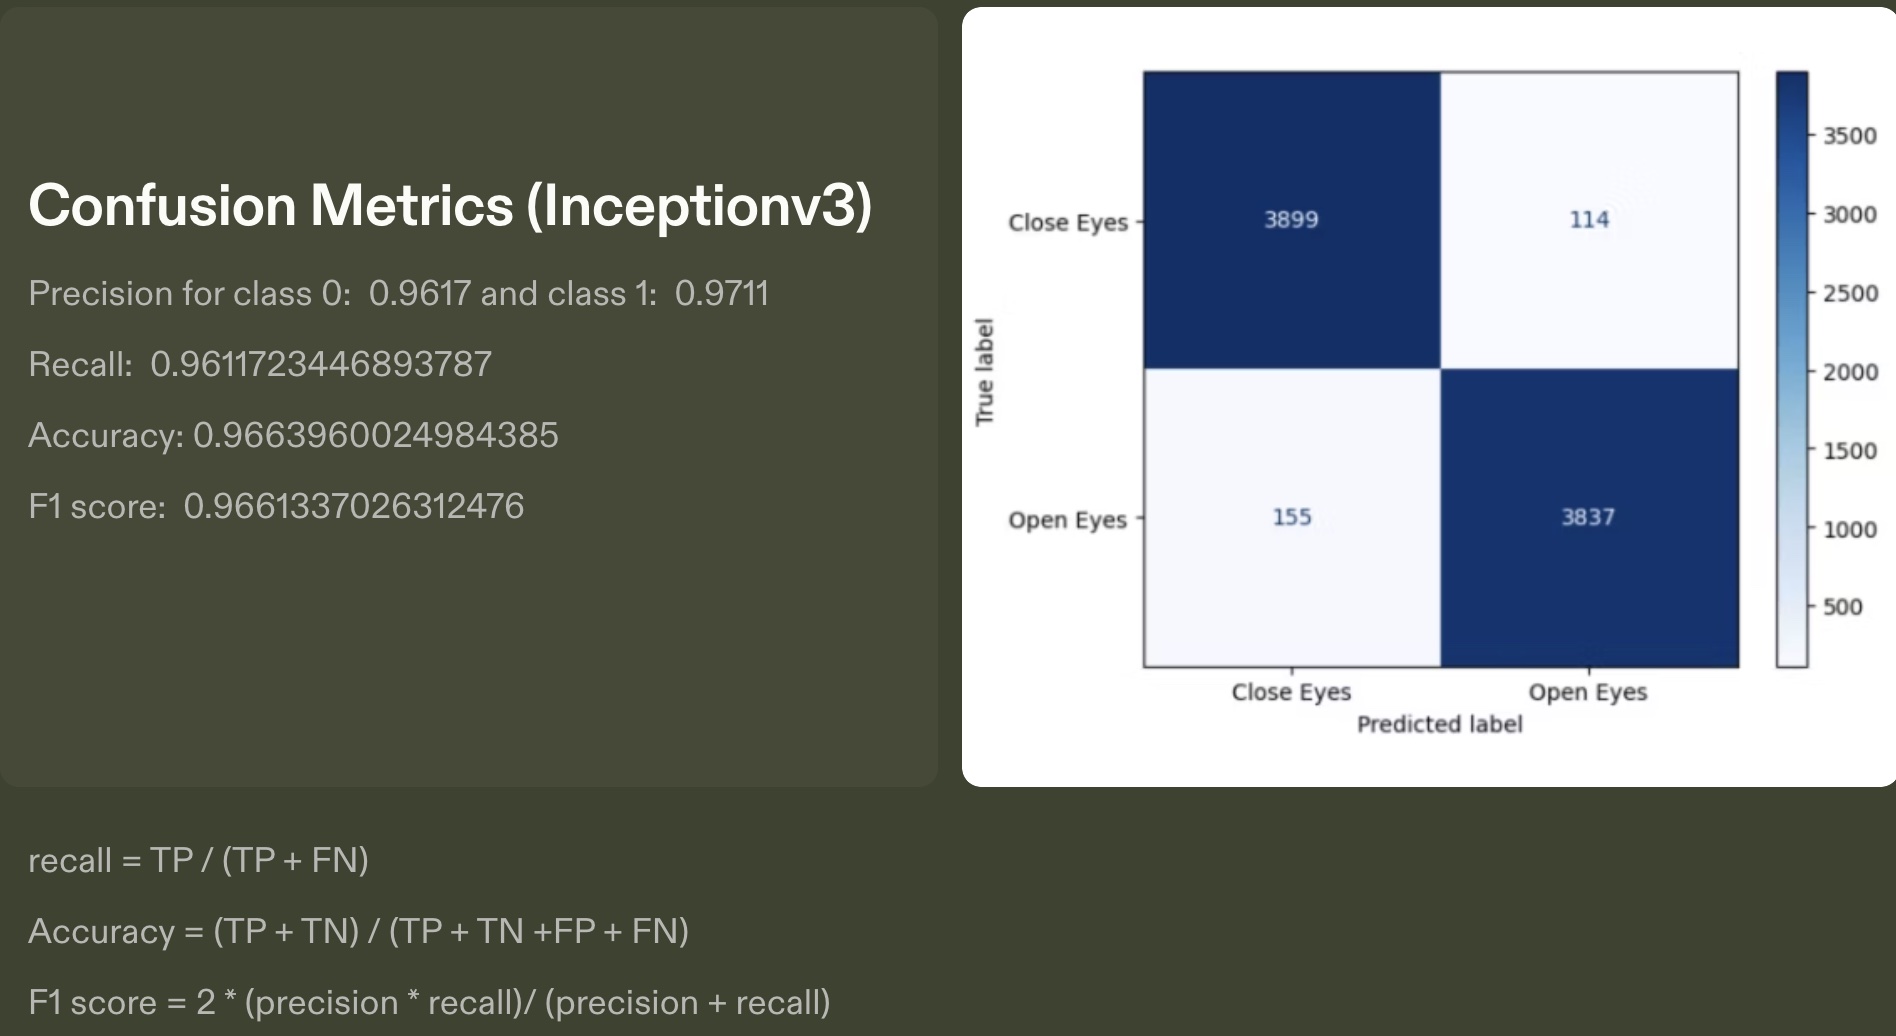 Confusion Metrics (Inceptionv3)
Precision for class 0: 0.9617 and class 1: 0.9711
Recall: 0.9611723446893787
Accuracy: 0.9663960024984385
F1 score: 0.9661337026312476
True label
Close Eyes
Open Eyes
3899
114
155
3837
Close Eyes
Open Eyes
Predicted label
3500
3000
2500
2000
1500
1000
500
recall = TP / (TP + FN)
Accuracy = (TP + TN) / (TP + TN +FP + FN)
F1 score = 2 * (precision * recall)/ (precision + recall)